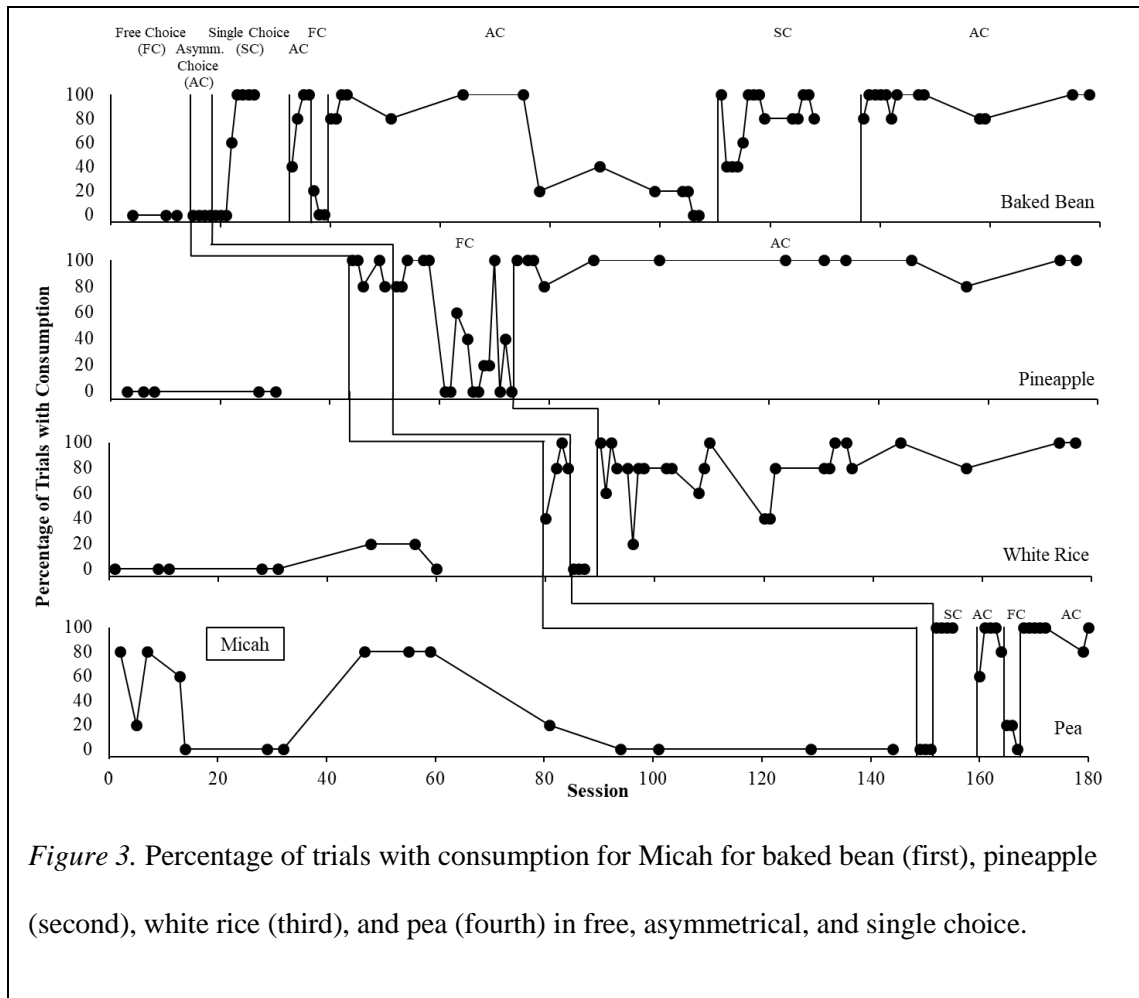 Free Choice Single Choice FC AC SC AC
(FC) Asymm. (SC) AC
Choice
(AC)
100
80
60
40
20
0
Baked Bean
FC AC
100
80
60
40
20
0
Pineapple
100
80
60
40
20
0
White Rice
SC AC FC AC
100
80
60
40
20
0
Micah
Pea
0 20 40 60 80 100 120 140 160 180
Session
Percentage of Trials with Consumption
Figure 3. Percentage of trials with consumption for Micah for baked bean (first), pineapple
(second), white rice (third), and pea (fourth) in free, asymmetrical, and single choice.